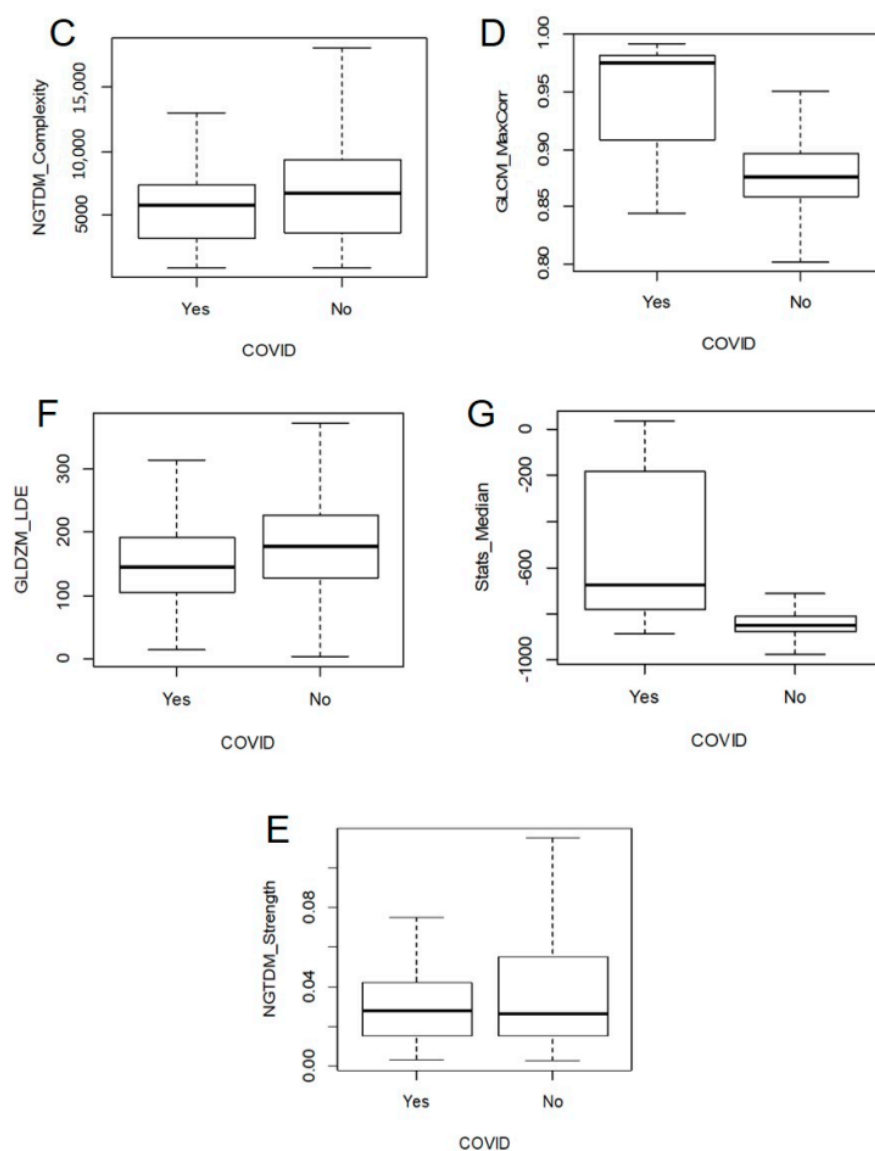 C
NGTDM_Complexity
15,000
10,000
5000
Yes No
COVID
D
GLCM_MaxCorr
1.00
0.95
0.90
0.85
0.80
Yes No
COVID
F
GLDZM_LDE
300
200
100
0
Yes No
COVID
G
Stats_Median
0
-200
-600
-1000
Yes No
COVID
E
NGTDM_Strength
0.08
0.04
0.00
Yes No
COVID